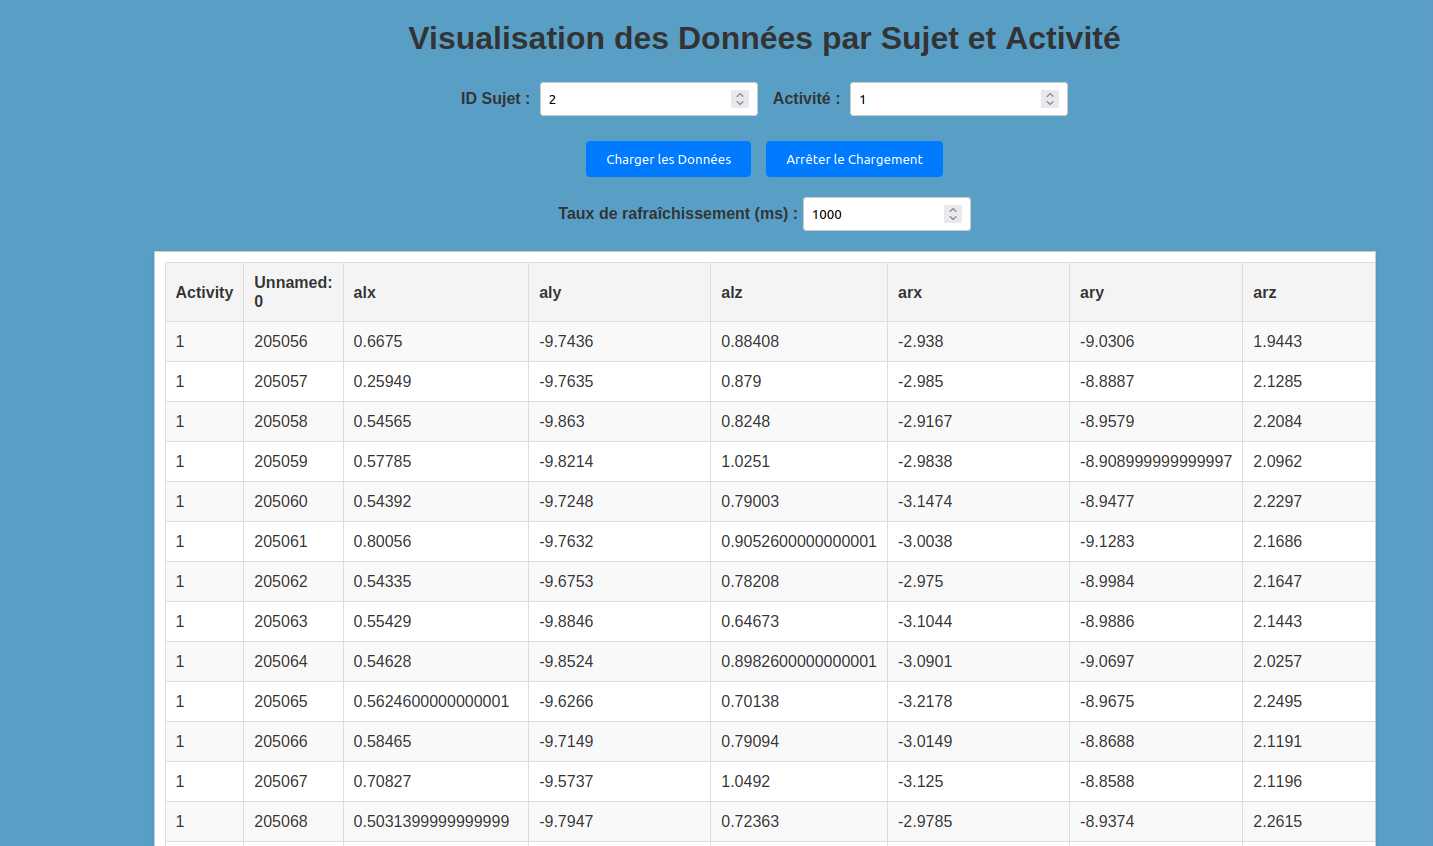 Visualisation des Données par Sujet et Activité
ID Sujet : 2 Activité : 1
Charger les Données Arrêter le Chargement
Taux de rafraîchissement (ms) : 1000
Activity Unnamed: 0 alx aly alz arx ary arz
1 205056 0.6675 -9.7436 0.88408 -2.938 -9.0306 1.9443
1 205057 0.25949 -9.7635 0.879 -2.985 -8.8887 2.1285
1 205058 0.54565 -9.863 0.8248 -2.9167 -8.9579 2.2084
1 205059 0.57785 -9.8214 1.0251 -2.9838 -8.908999999999997 2.0962
1 205060 0.54392 -9.7248 0.79003 -3.1474 -8.9477 2.2297
1 205061 0.80056 -9.7632 0.9052600000000001 -3.0038 -9.1283 2.1686
1 205062 0.54335 -9.6753 0.78208 -2.975 -8.9984 2.1647
1 205063 0.55429 -9.8846 0.64673 -3.1044 -8.9886 2.1443
1 205064 0.54628 -9.8524 0.8982600000000001 -3.0901 -9.0697 2.0257
1 205065 0.5624600000000001 -9.6266 0.70138 -3.2178 -8.9675 2.2495
1 205066 0.58465 -9.7149 0.79094 -3.0149 -8.8688 2.1191
1 205067 0.70827 -9.5737 1.0492 -3.125 -8.8588 2.1196
1 205068 0.5031399999999999 -9.7947 0.72363 -2.9785 -8.9374 2.2615